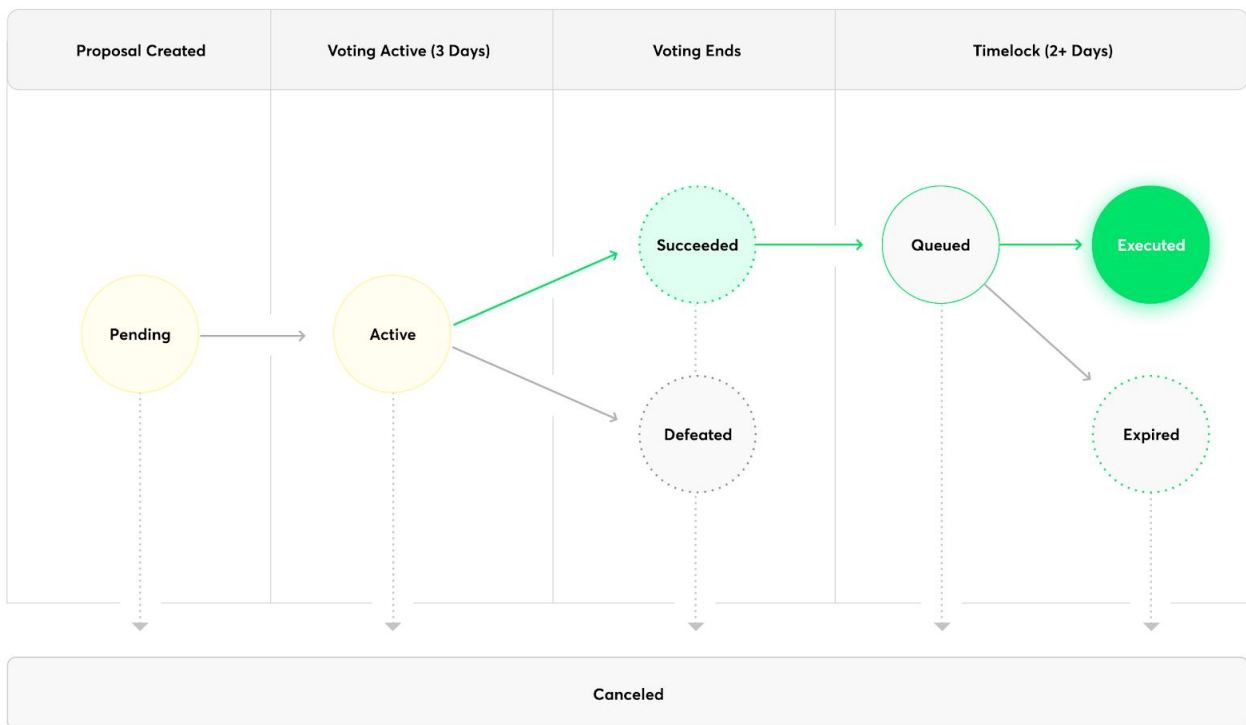 Proposal Created
Voting Active (3 Days)
Voting Ends
Timelock (2+ Days)
Pending
Active
Succeeded
Defeated
Queued
Executed
Expired
Canceled